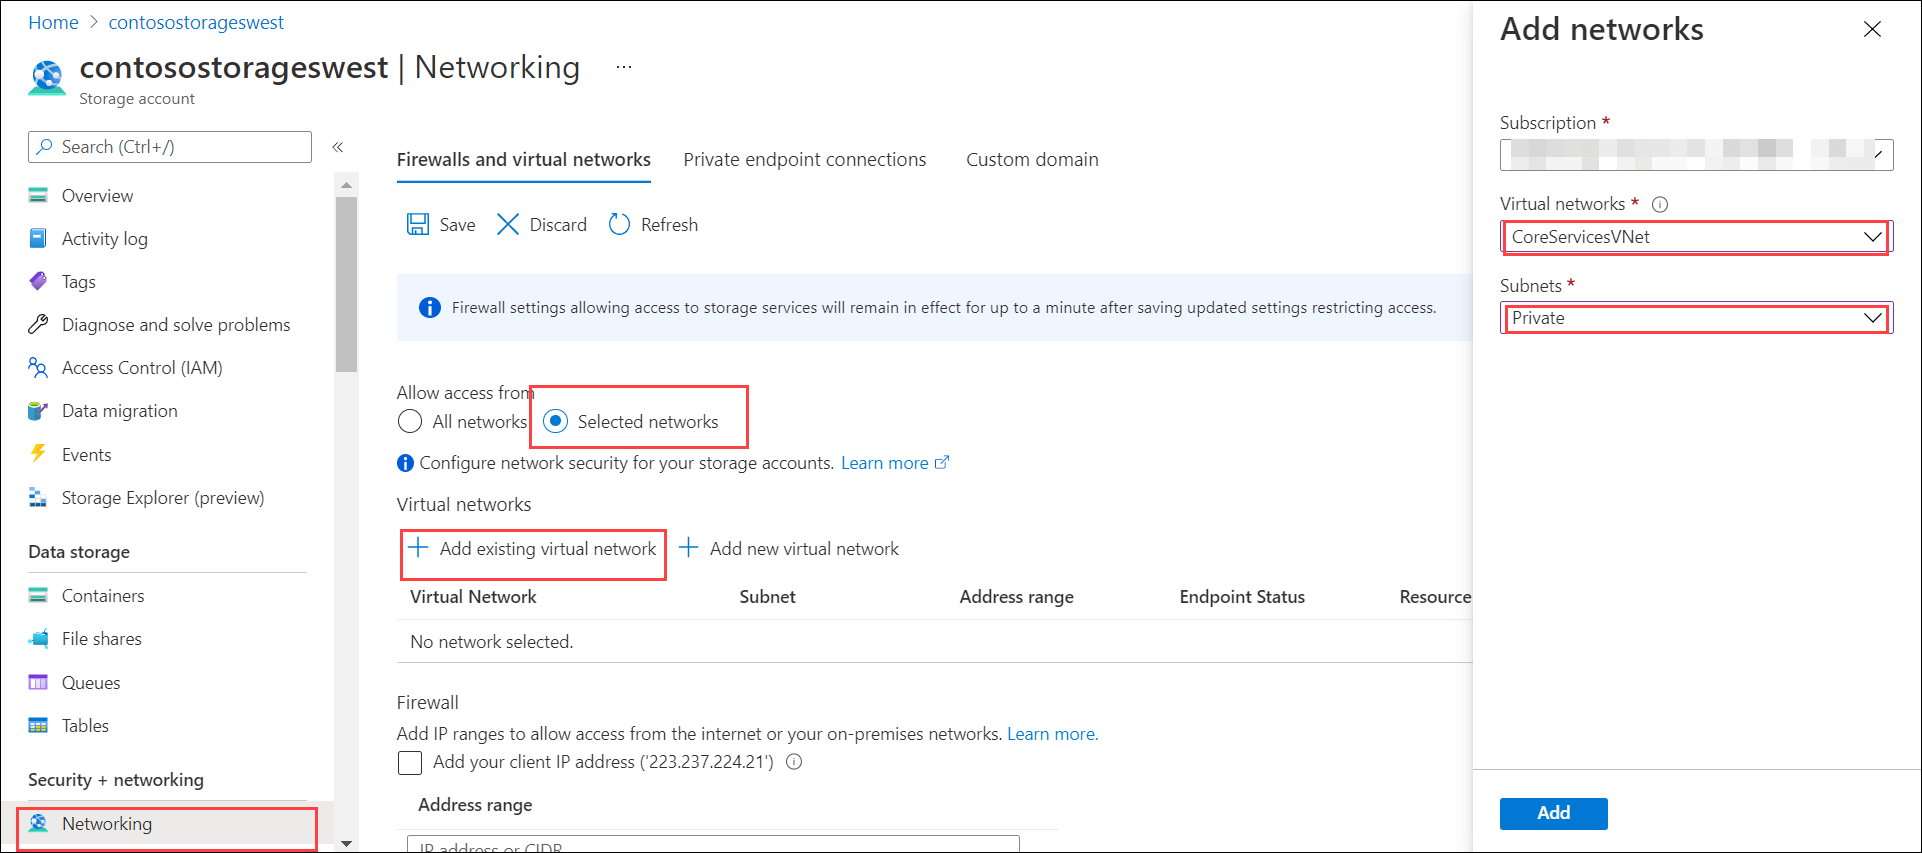 Home > contosostorageswest
contosostorageswest | Networking ...
Storage account
Search (Ctrl+/) «
Overview
Activity log
Tags
Diagnose and solve problems
Access Control (IAM)
Data migration
Events
Storage Explorer (preview)
Data storage
Containers
File shares
Queues
Tables
Security + networking
Networking
Firewalls and virtual networks Private endpoint connections Custom domain
Save Discard Refresh
Firewall settings allowing access to storage services will remain in effect for up to a minute after saving updated settings restricting access.
Allow access from
All networks Selected networks
Configure network security for your storage accounts. Learn more
Virtual networks
+ Add existing virtual network + Add new virtual network
Virtual Network Subnet Address range Endpoint Status Resource
No network selected.
Firewall
Add IP ranges to allow access from the internet or your on-premises networks. Learn more.
Add your client IP address ('223.237.224.21')
Address range
IP address or CIDR
Add networks
Subscription *
Virtual networks *
CoreServicesVNet
Subnets *
Private
Add